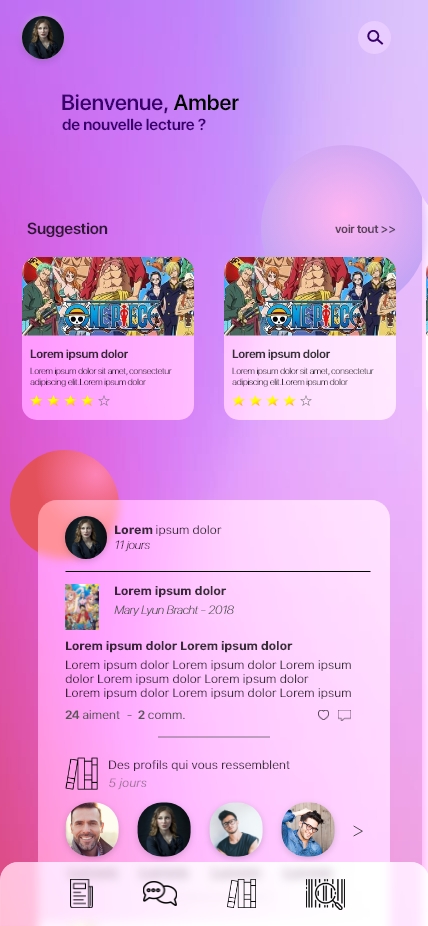 Bienvenue, Amber
de nouvelle lecture ?
Suggestion
voir tout >>
ONE PIECE
Lorem ipsum dolor
Lorem ipsum dolor sit amet, consectetur
adipiscing elit.Lorem ipsum dolor
ONE PIECE
Lorem ipsum dolor
Lorem ipsum dolor sit amet, consectetur
adipiscing elit.Lorem ipsum dolor
Lorem ipsum dolor
11 jours
Lorem ipsum dolor
Mary Lyun Bracht - 2018
Lorem ipsum dolor Lorem ipsum dolor
Lorem ipsum dolor Lorem ipsum dolor Lorem ipsum
dolor Lorem ipsum dolor Lorem ipsum dolor
Lorem ipsum dolor Lorem ipsum dolor Lorem ipsum
24 aiment - 2 comm.
Des profils qui vous ressemblent
5 jours
>